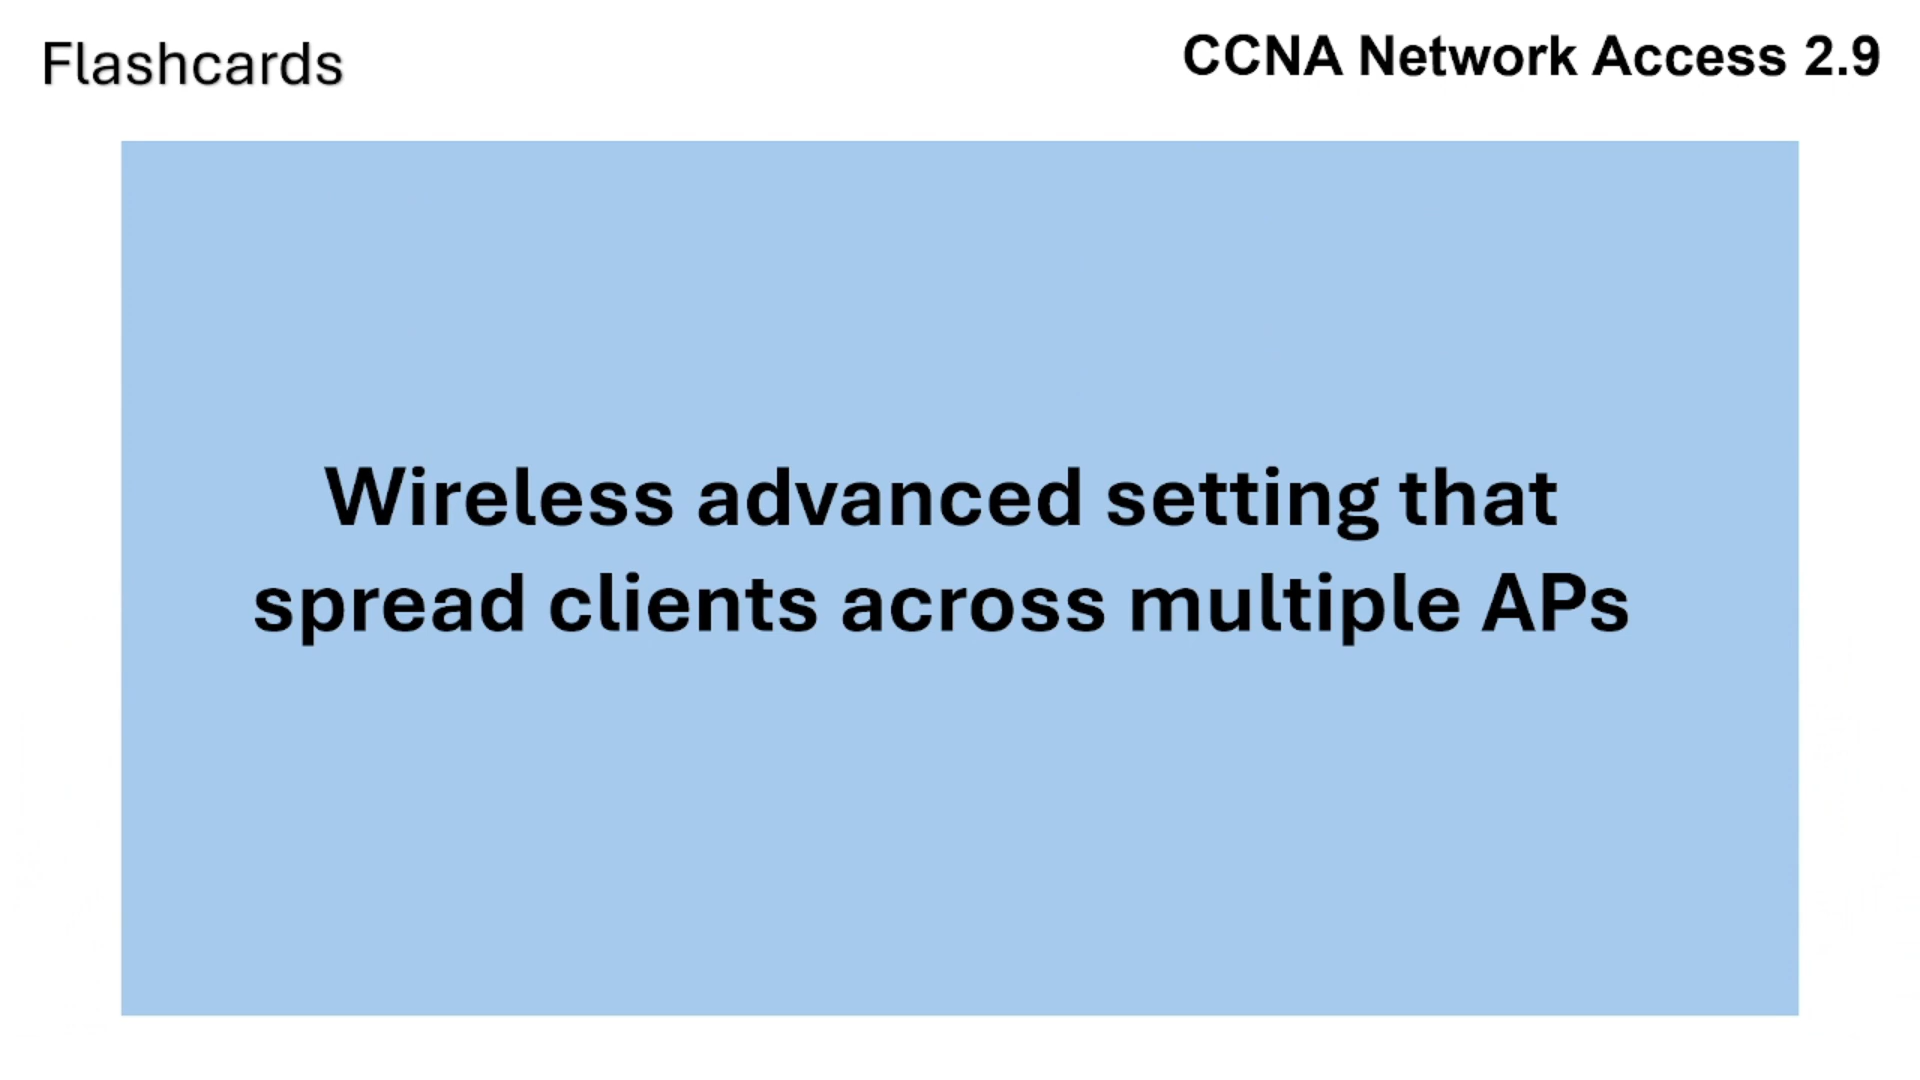 Flashcards
CCNA Network Access 2.9
Wireless advanced setting that
spread clients across multiple APs